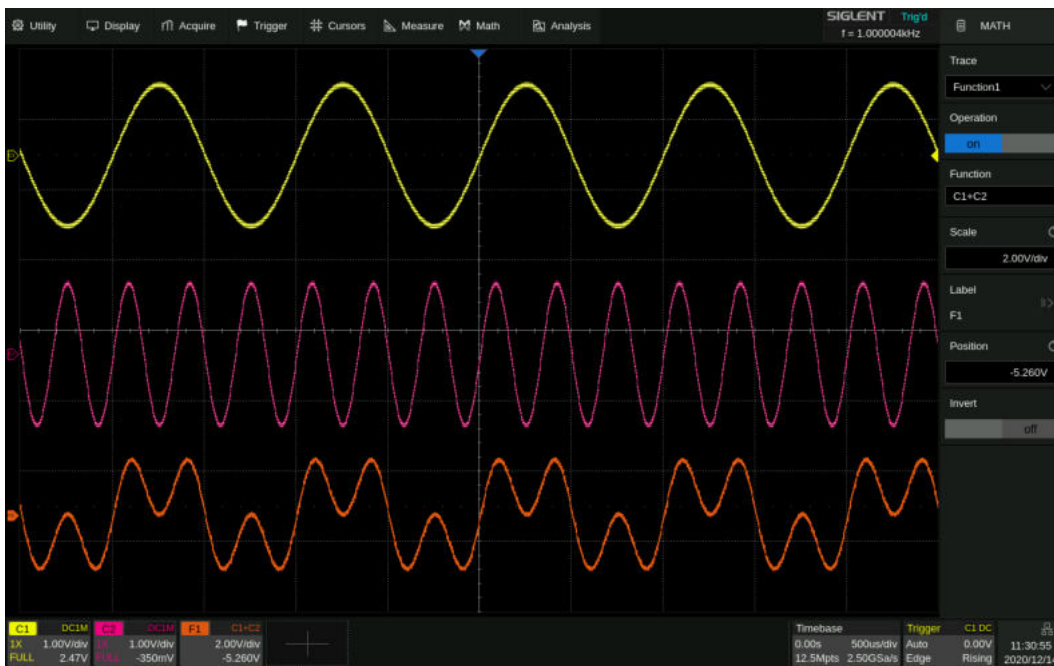 Utility Display Acquire Trigger Cursors Measure Math Analysis
SIGLENT Trig'd
f = 1.000004kHz
MATH
Trace
Function1
Operation
on
Function
C1+C2
Scale
2.00V/div
Label
F1
Position
-5.260V
Invert
off
C1 DC1M
1X 1.00V/div
FULL 2.47V
C2 DC1M
1X 1.00V/div
FULL -350mV
F1 C1+C2
2.00V/div
-5.260V
Timebase
0.00s 500us/div
12.5Mpts 2.50GSa/s
Trigger C1 DC
Auto 0.00V
Edge Rising
11:30:55
2020/12/1